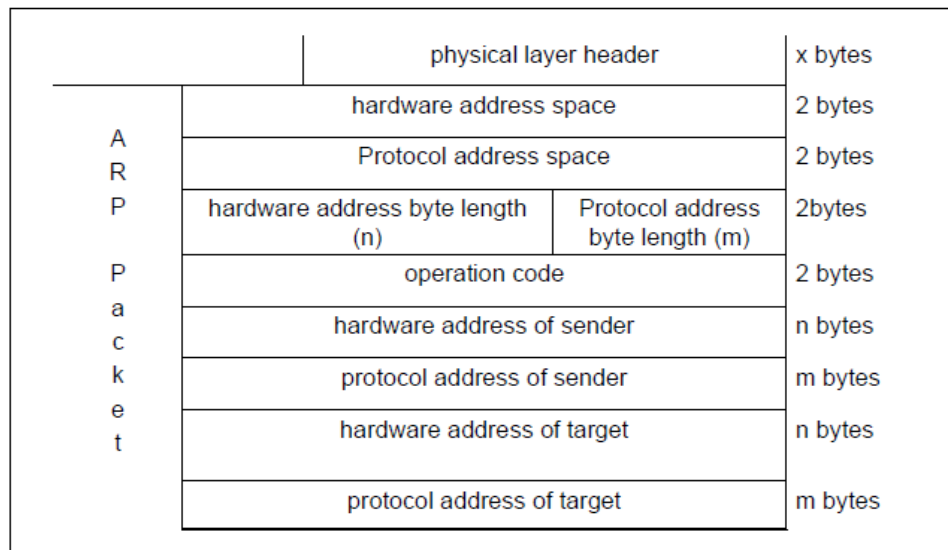 physical layer header x bytes
hardware address space 2 bytes
Protocol address space 2 bytes
hardware address byte length (n) Protocol address byte length (m) 2bytes
operation code 2 bytes
hardware address of sender n bytes
protocol address of sender m bytes
hardware address of target n bytes
protocol address of target m bytes
A
R
P
P
a
c
k
e
t